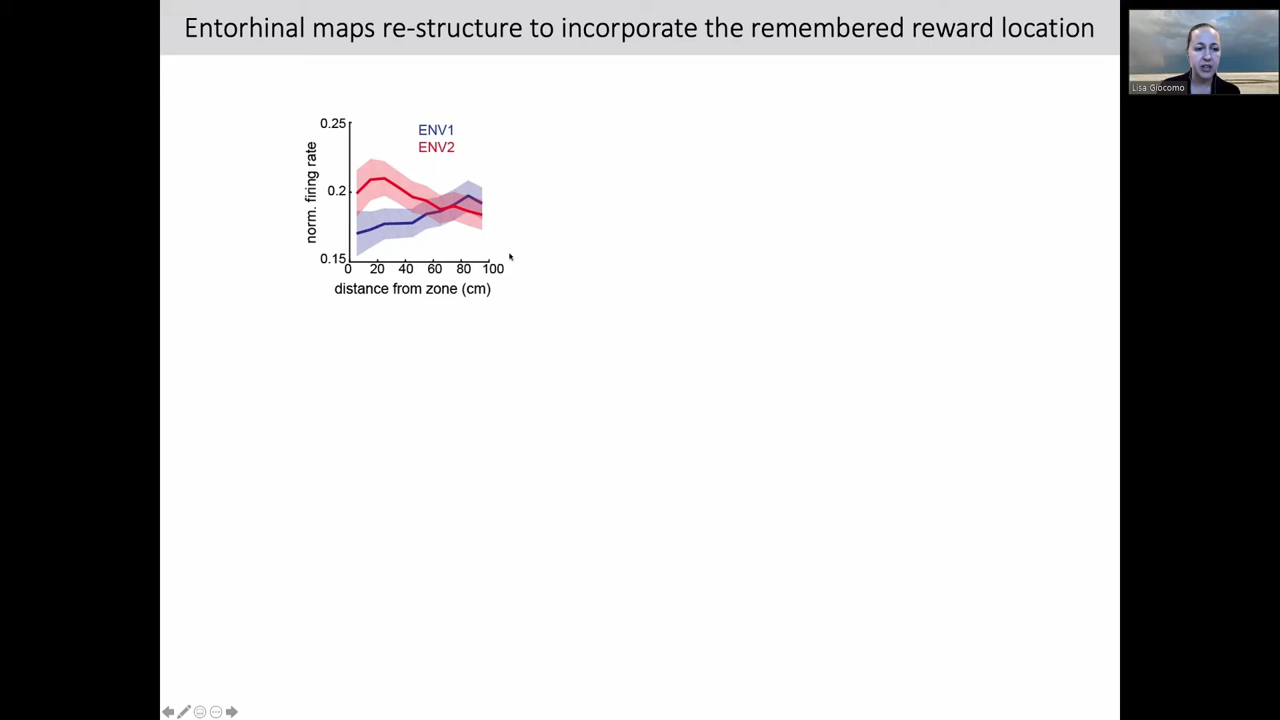 Entorhinal maps re-structure to incorporate the remembered reward location
Lisa Giocomo
0.25
0.2
0.15
norm. firing rate
ENV1
ENV2
0 20 40 60 80 100
distance from zone (cm)